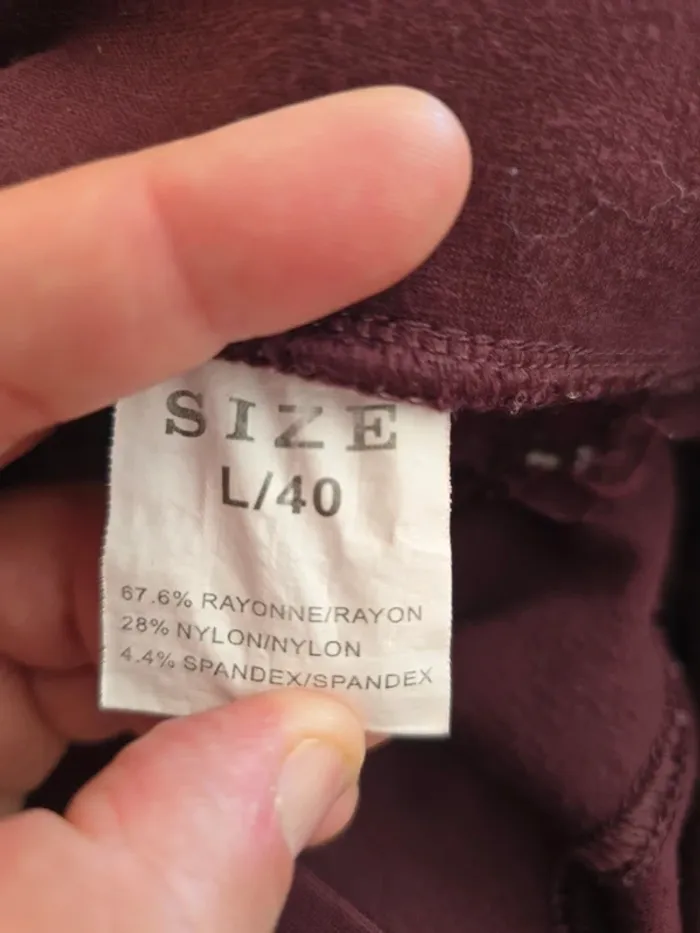 SIZE
L/40
67.6% RAYONNE/RAYON
28% NYLON/NYLON
4.4% SPANDEX/SPANDEX